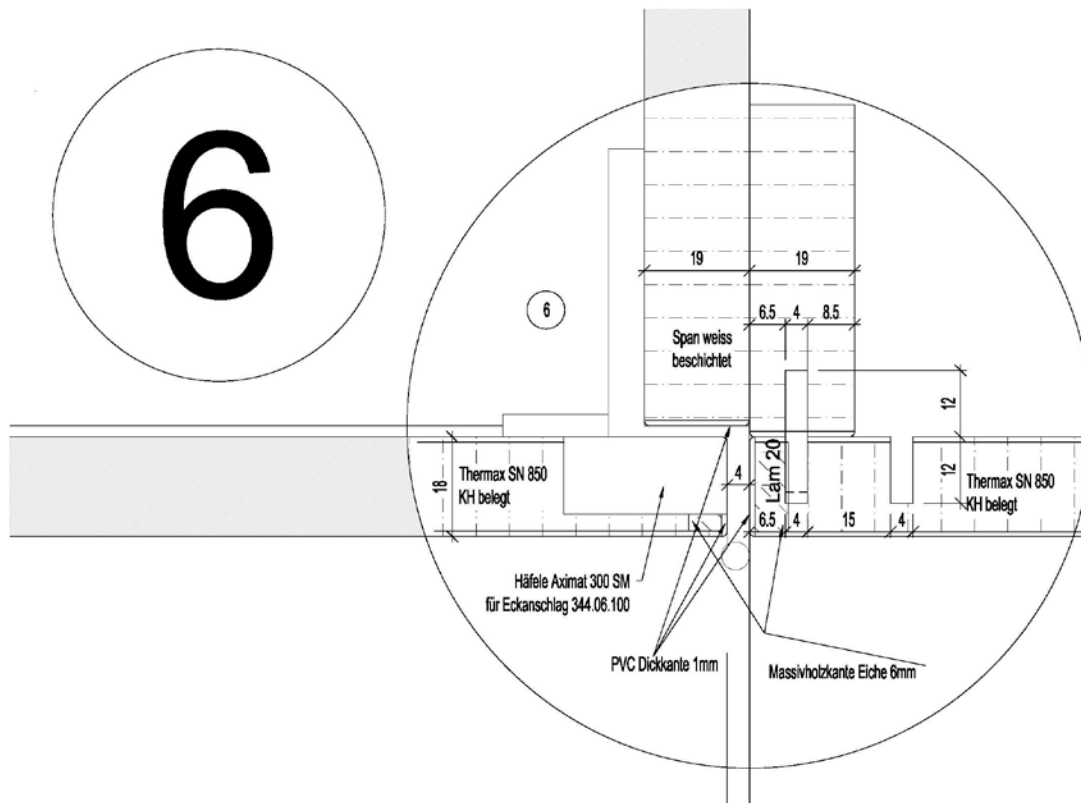 6
19 19
6.5 4 8.5
6
Span weiss
beschichtet
12
12
Lam 20
4
18
Thermax SN 850
KH belegt
Thermax SN 850
KH belegt
6.5 4 15 4
Häfele Aximat 300 SM
für Eckanschlag 344.06.100
PVC Dickkante 1mm
Massivholzkante Eiche 6mm